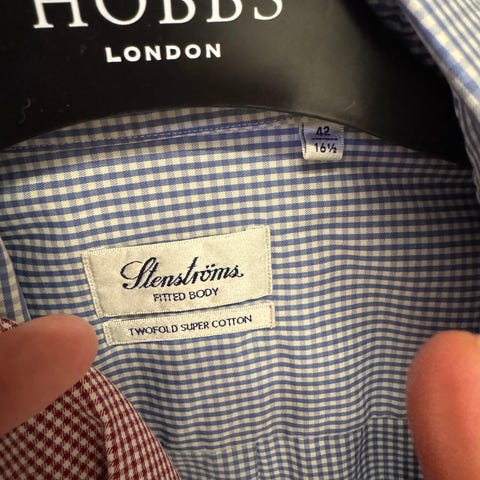 HOBBS
LONDON
42
16½
Stenströms
FITTED BODY
TWOFOLD SUPER COTTON